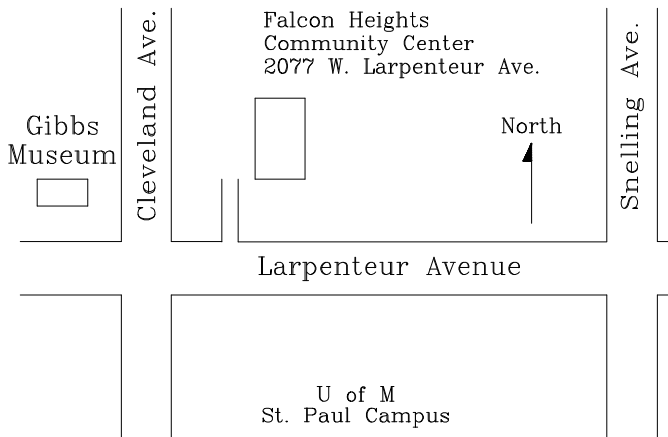 Falcon Heights
Community Center
2077 W. Larpenteur Ave.
Cleveland Ave.
Snelling Ave.
Gibbs
Museum
North
Larpenteur Avenue
U of M
St. Paul Campus